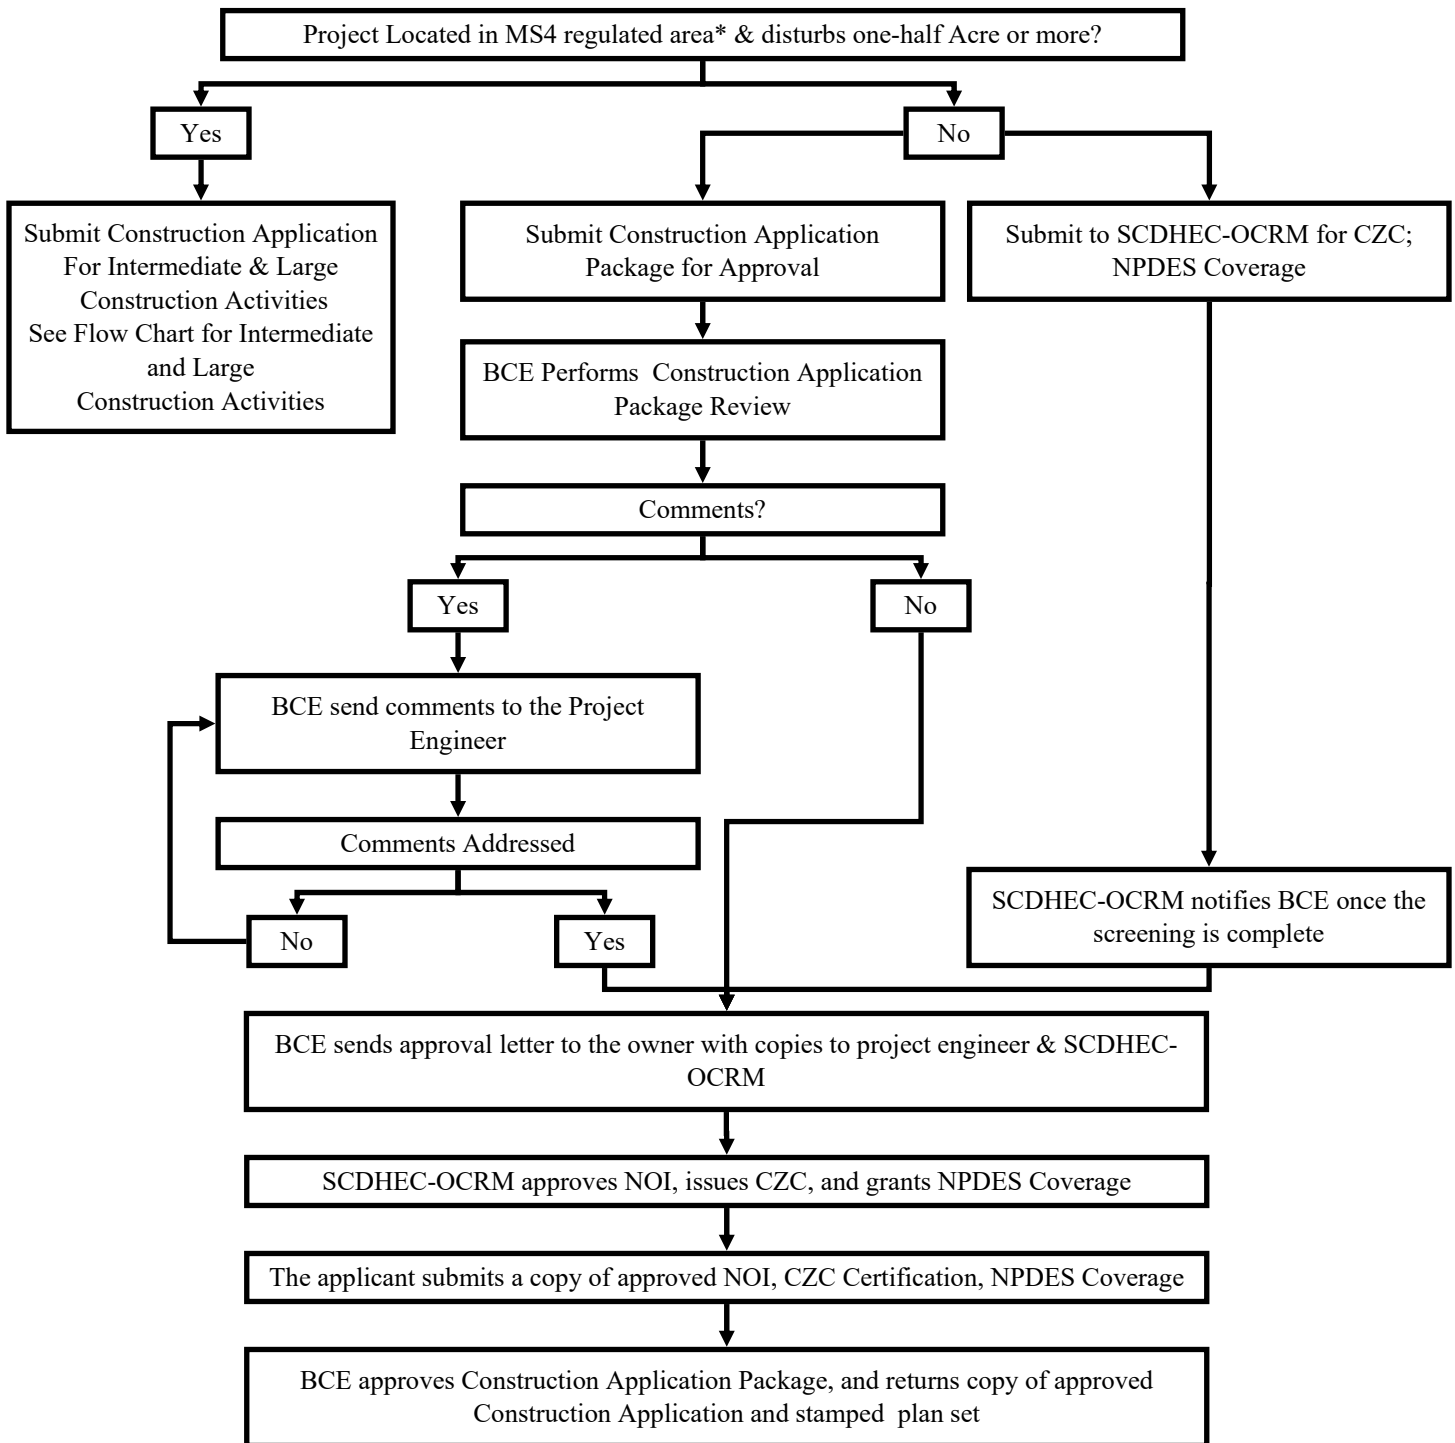 Project Located in MS4 regulated area* & disturbs one-half Acre or more?
Yes
No
Submit Construction Application
For Intermediate & Large
Construction Activities
See Flow Chart for Intermediate
and Large
Construction Activities
Submit Construction Application
Package for Approval
Submit to SCDHEC-OCRM for CZC;
NPDES Coverage
BCE Performs  Construction Application
Package Review
Comments?
Yes
No
BCE send comments to the Project
Engineer
Comments Addressed
No
Yes
SCDHEC-OCRM notifies BCE once the
screening is complete
BCE sends approval letter to the owner with copies to project engineer & SCDHEC-
OCRM
SCDHEC-OCRM approves NOI, issues CZC, and grants NPDES Coverage
The applicant submits a copy of approved NOI, CZC Certification, NPDES Coverage
BCE approves Construction Application Package, and returns copy of approved
Construction Application and stamped  plan set